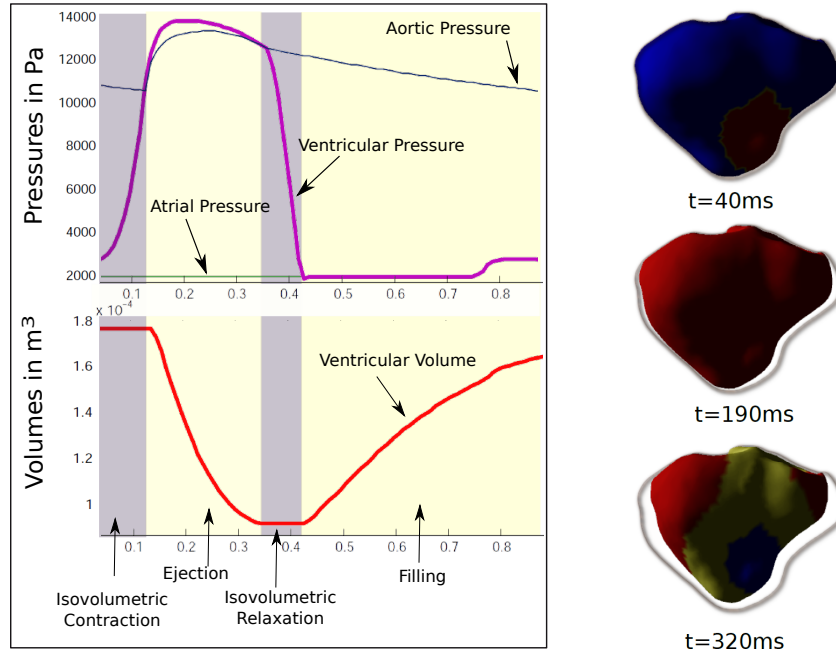 Pressures in Pa
14000
12000
10000
8000
6000
4000
2000
Aortic Pressure
Ventricular Pressure
Atrial Pressure
0.1 0.2 0.3 0.4 0.5 0.6 0.7 0.8
x 10⁻⁴
Volumes in m³
1.8
1.6
1.4
1.2
1
Ventricular Volume
0.1 0.2 0.3 0.4 0.5 0.6 0.7 0.8
Isovolumetric
Contraction
Ejection
Isovolumetric
Relaxation
Filling
t=40ms
t=190ms
t=320ms